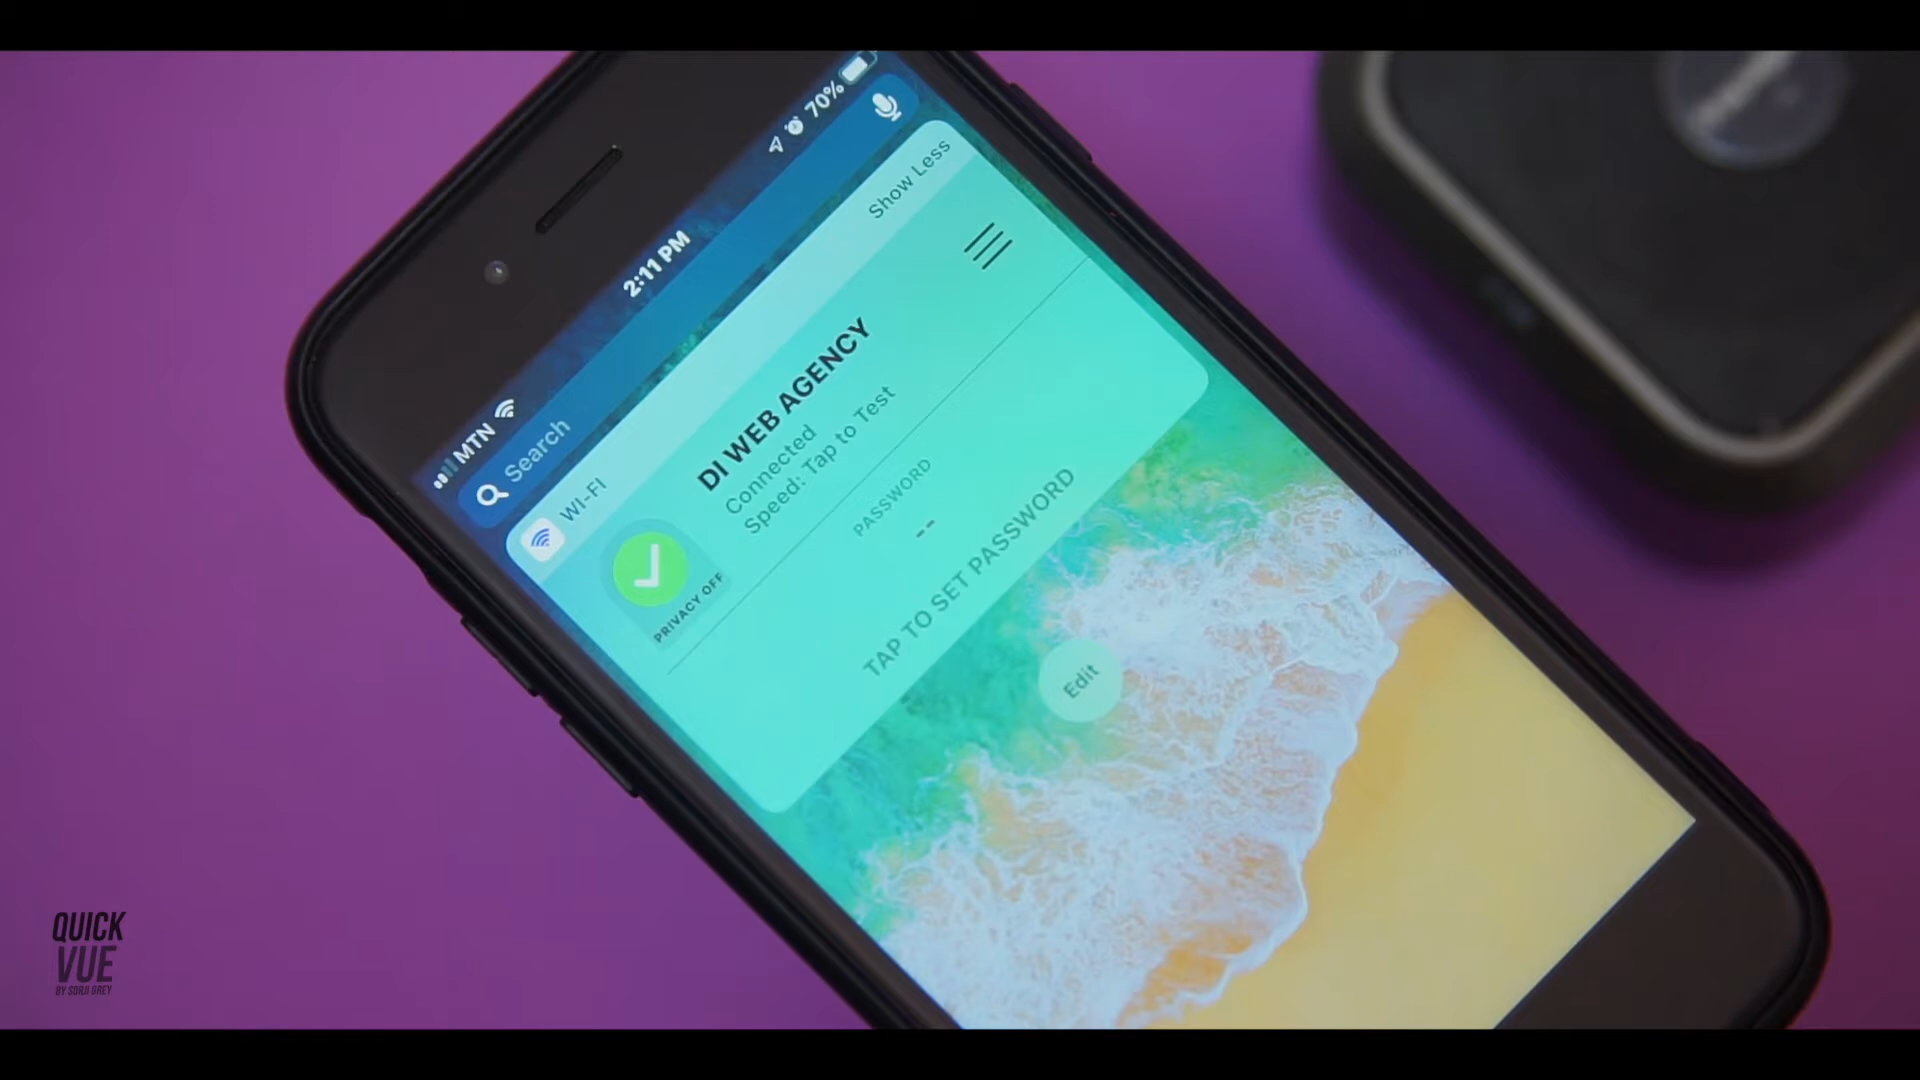 MTN
2:11 PM
70%
Search
WI-FI
Show Less
DI WEB AGENCY
Connected
Speed: Tap to Test
PRIVACY OFF
PASSWORD
--
TAP TO SET PASSWORD
Edit
QUICK
VUE
BY SORJI GREY